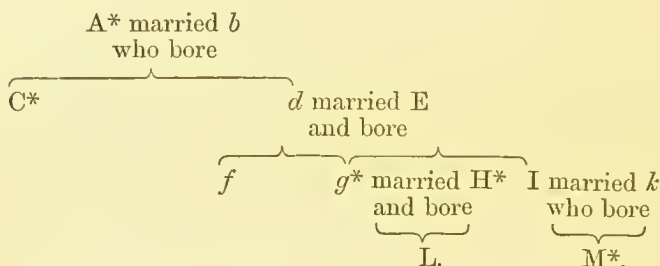 A* married b
who bore
C* d married E
and bore
f g* married H* I married k
and bore who bore
L. M*.